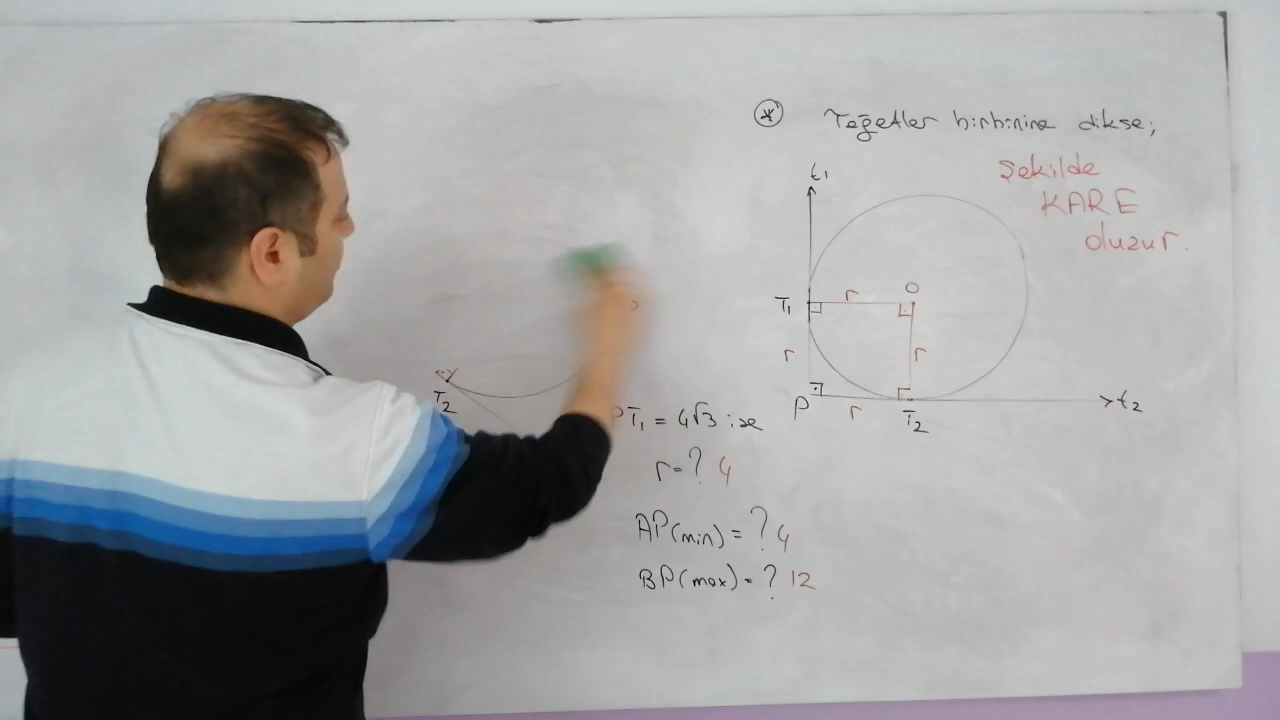 * Teğetler birbirine dikse;
Şekilde
KARE
oluşur.
t₁
T₁
r
O
r
r
P
r
T₂
t₂
T₂
PT₁ = 4√3 ise
r = ? 4
AP(min) = ? 4
BP(max) = ? 12